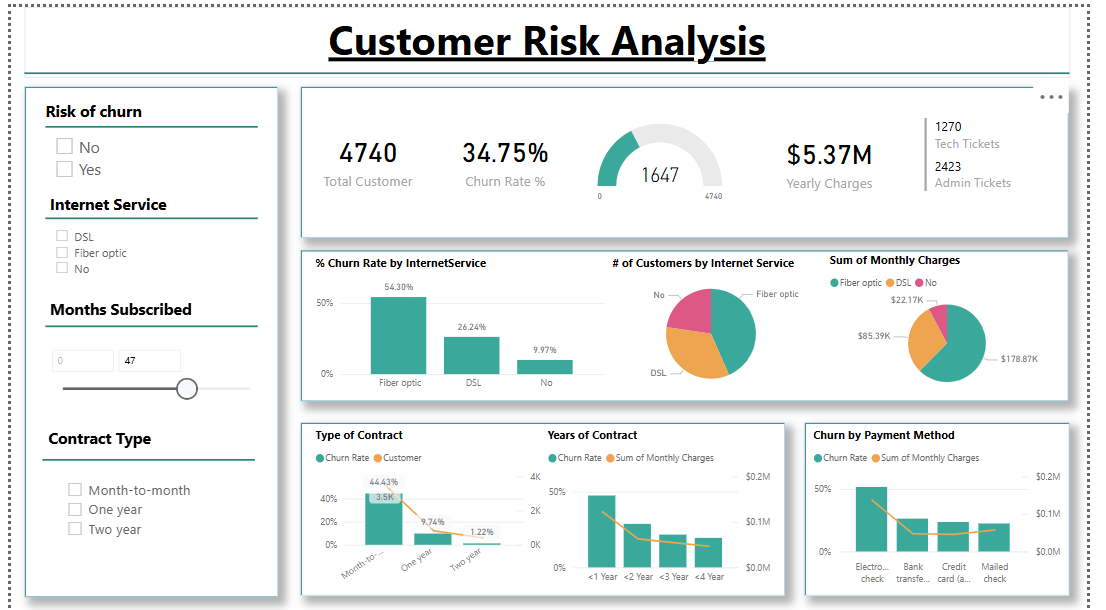 Customer Risk Analysis
Risk of churn
No
Yes
Internet Service
DSL
Fiber optic
No
Months Subscribed
0
47
Contract Type
Month-to-month
One year
Two year
4740
Total Customer
34.75%
Churn Rate %
1647
0
4740
$5.37M
Yearly Charges
1270
Tech Tickets
2423
Admin Tickets
% Churn Rate by InternetService
50%
0%
54.30%
26.24%
9.97%
Fiber optic
DSL
No
# of Customers by Internet Service
No
Fiber optic
DSL
Sum of Monthly Charges
Fiber optic DSL No
$22.17K
$85.39K
$178.87K
Type of Contract
Churn Rate Customer
40%
20%
0%
44.43%
3.5K
9.74%
1.22%
4K
2K
0K
Month-to-...
One year
Two year
Years of Contract
Churn Rate Sum of Monthly Charges
50%
0%
$0.2M
$0.1M
$0.0M
<1 Year <2 Year <3 Year <4 Year
Churn by Payment Method
Churn Rate Sum of Monthly Charges
50%
0%
$0.2M
$0.1M
$0.0M
Electro...
check
Bank
transfe...
Credit
card (a...
Mailed
check